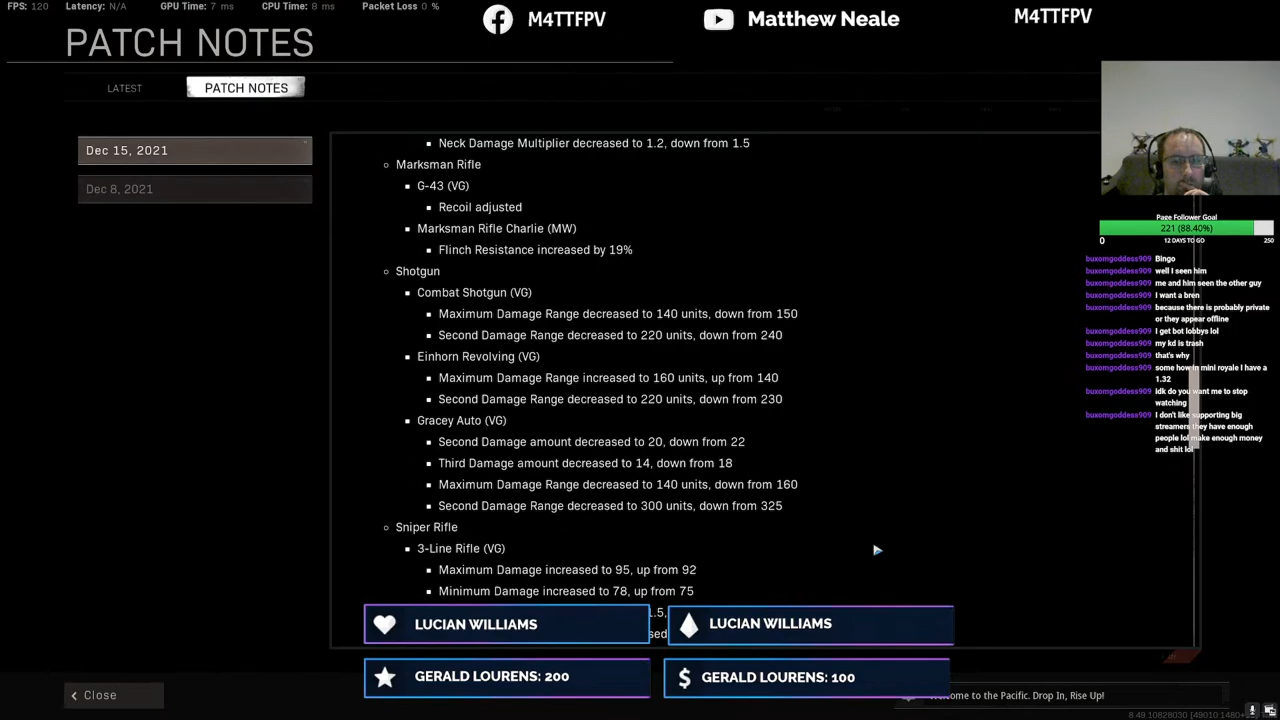 FPS: 120 Latency: N/A GPU Time: 7 ms CPU Time: 8 ms Packet Loss 0 %
M4TTFPV
Matthew Neale
M4TTFPV
PATCH NOTES
LATEST
PATCH NOTES
Dec 15, 2021
Dec 8, 2021
Neck Damage Multiplier decreased to 1.2, down from 1.5
Marksman Rifle
G-43 (VG)
Recoil adjusted
Marksman Rifle Charlie (MW)
Flinch Resistance increased by 19%
Shotgun
Combat Shotgun (VG)
Maximum Damage Range decreased to 140 units, down from 150
Second Damage Range decreased to 220 units, down from 240
Einhorn Revolving (VG)
Maximum Damage Range increased to 160 units, up from 140
Second Damage Range decreased to 220 units, down from 230
Gracey Auto (VG)
Second Damage amount decreased to 20, down from 22
Third Damage amount decreased to 14, down from 18
Maximum Damage Range decreased to 140 units, down from 160
Second Damage Range decreased to 300 units, down from 325
Sniper Rifle
3-Line Rifle (VG)
Maximum Damage increased to 95, up from 92
Minimum Damage increased to 78, up from 75
1.5,
sed
LUCIAN WILLIAMS
LUCIAN WILLIAMS
GERALD LOURENS: 200
GERALD LOURENS: 100
Close
Welcome to the Pacific. Drop In, Rise Up!
Page Follower Goal
221 (88.40%)
0 12 DAYS TO GO 250
buxomgoddess909 Bingo
buxomgoddess909 well I seen him
buxomgoddess909 me and him seen the other guy
buxomgoddess909 I want a bren
buxomgoddess909 because there is probably private
or they appear offline
buxomgoddess909 I get bot lobbys lol
buxomgoddess909 my kd is trash
buxomgoddess909 that's why
buxomgoddess909 some how in mini royale I have a
1.32
buxomgoddess909 idk do you want me to stop
watching
buxomgoddess909 I don't like supporting big
streamers they have enough
people lol make enough money
and shit lol